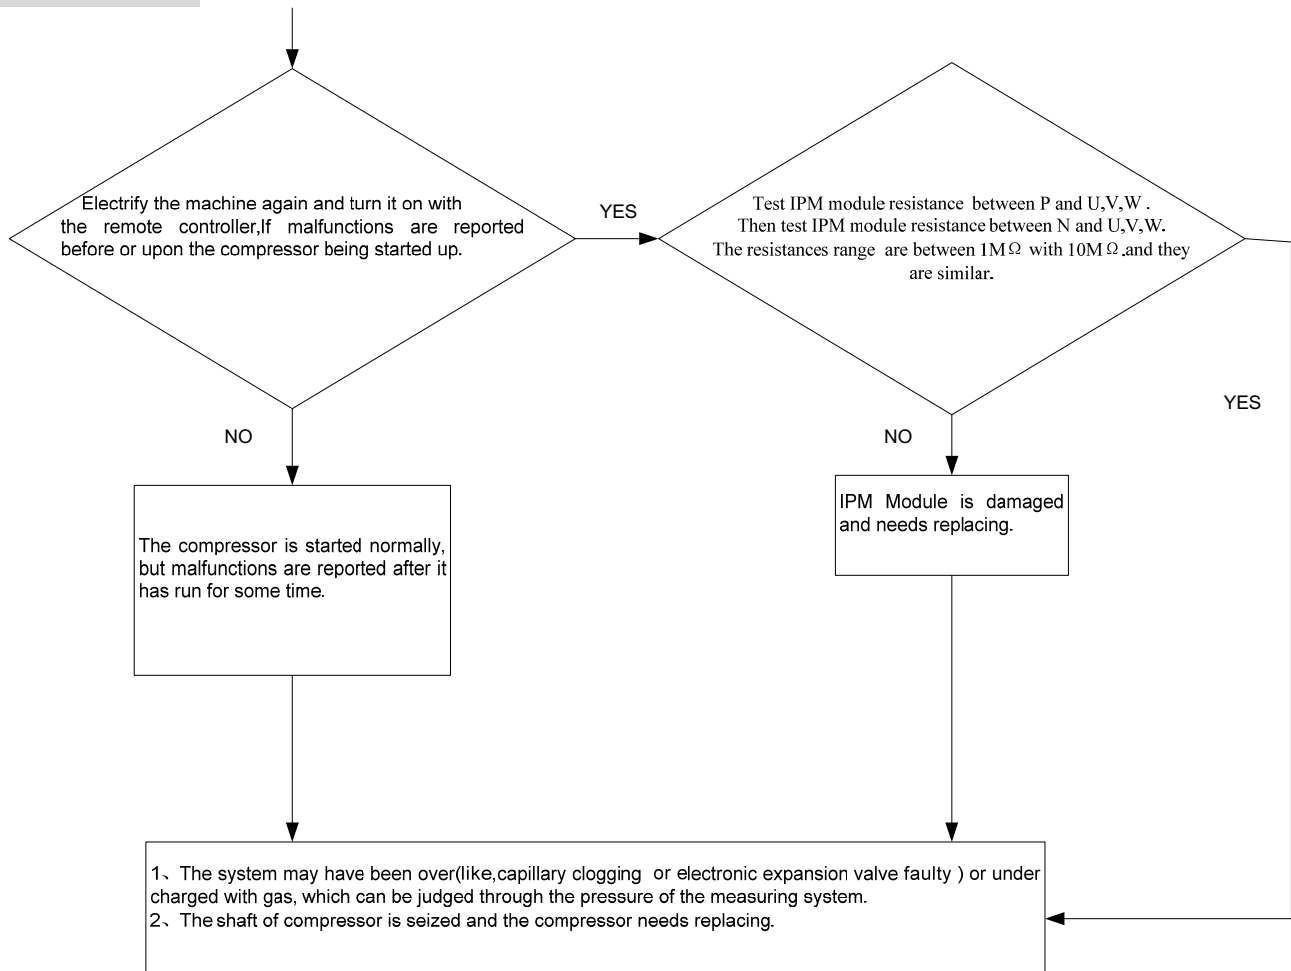 Electrify the machine again and turn it on with
the remote controller,If malfunctions are reported
before or upon the compressor being started up.
YES
Test IPM module resistance between P and U,V,W .
Then test IPM module resistance between N and U,V,W.
The resistances range are between 1MΩ with 10MΩ.and they
are similar.
YES
NO
NO
The compressor is started normally,
but malfunctions are reported after it
has run for some time.
IPM Module is damaged
and needs replacing.
1、The system may have been over(like,capillary clogging or electronic expansion valve faulty ) or under
charged with gas, which can be judged through the pressure of the measuring system.
2、The shaft of compressor is seized and the compressor needs replacing.